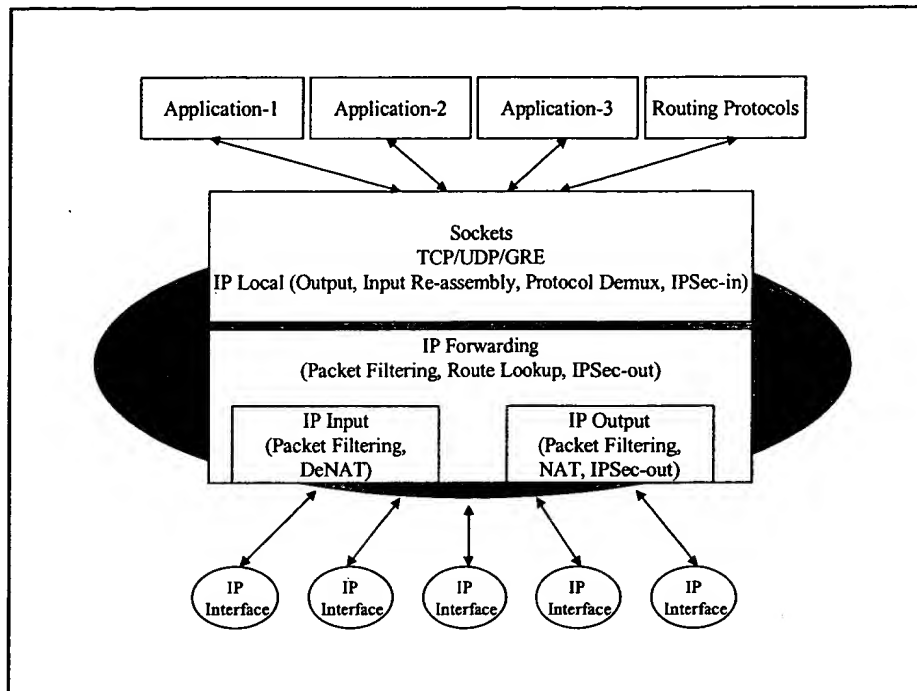 Application-1
Application-2
Application-3
Routing Protocols
Sockets
TCP/UDP/GRE
IP Local (Output, Input Re-assembly, Protocol Demux, IPSec-in)
IP Forwarding
(Packet Filtering, Route Lookup, IPSec-out)
IP Input
(Packet Filtering,
DeNAT)
IP Output
(Packet Filtering,
NAT, IPSec-out)
IP
Interface
IP
Interface
IP
Interface
IP
Interface
IP
Interface